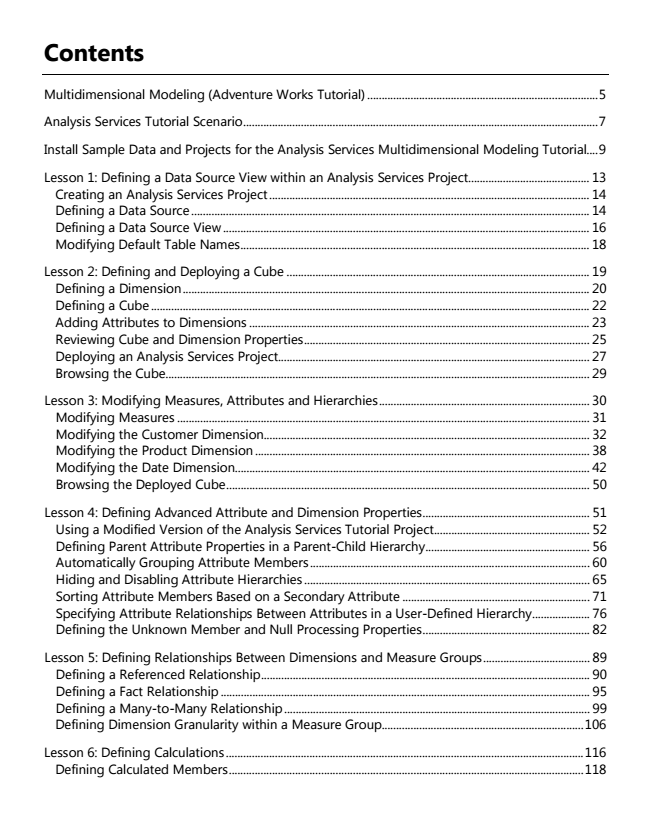 Contents
Multidimensional Modeling (Adventure Works Tutorial) 5
Analysis Services Tutorial Scenario 7
Install Sample Data and Projects for the Analysis Services Multidimensional Modeling Tutorial 9
Lesson 1: Defining a Data Source View within an Analysis Services Project 13
Creating an Analysis Services Project 14
Defining a Data Source 14
Defining a Data Source View 16
Modifying Default Table Names 18
Lesson 2: Defining and Deploying a Cube 19
Defining a Dimension 20
Defining a Cube 22
Adding Attributes to Dimensions 23
Reviewing Cube and Dimension Properties 25
Deploying an Analysis Services Project 27
Browsing the Cube 29
Lesson 3: Modifying Measures, Attributes and Hierarchies 30
Modifying Measures 31
Modifying the Customer Dimension 32
Modifying the Product Dimension 38
Modifying the Date Dimension 42
Browsing the Deployed Cube 50
Lesson 4: Defining Advanced Attribute and Dimension Properties 51
Using a Modified Version of the Analysis Services Tutorial Project 52
Defining Parent Attribute Properties in a Parent-Child Hierarchy 56
Automatically Grouping Attribute Members 60
Hiding and Disabling Attribute Hierarchies 65
Sorting Attribute Members Based on a Secondary Attribute 71
Specifying Attribute Relationships Between Attributes in a User-Defined Hierarchy 76
Defining the Unknown Member and Null Processing Properties 82
Lesson 5: Defining Relationships Between Dimensions and Measure Groups 89
Defining a Referenced Relationship 90
Defining a Fact Relationship 95
Defining a Many-to-Many Relationship 99
Defining Dimension Granularity within a Measure Group 106
Lesson 6: Defining Calculations 116
Defining Calculated Members 118